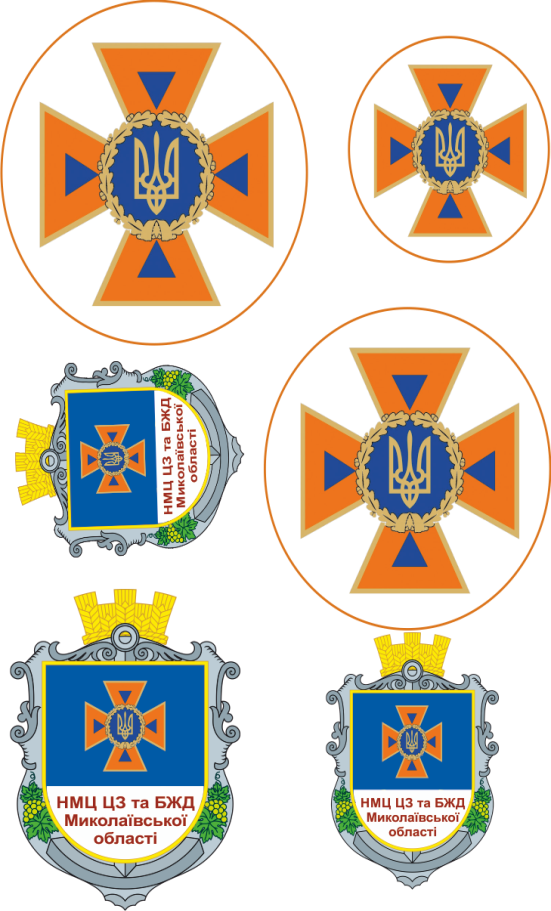 НМЦ ЦЗ та БЖД
Миколаївської
області
НМЦ ЦЗ та БЖД
Миколаївської
області
НМЦ ЦЗ та БЖД
Миколаївської
області